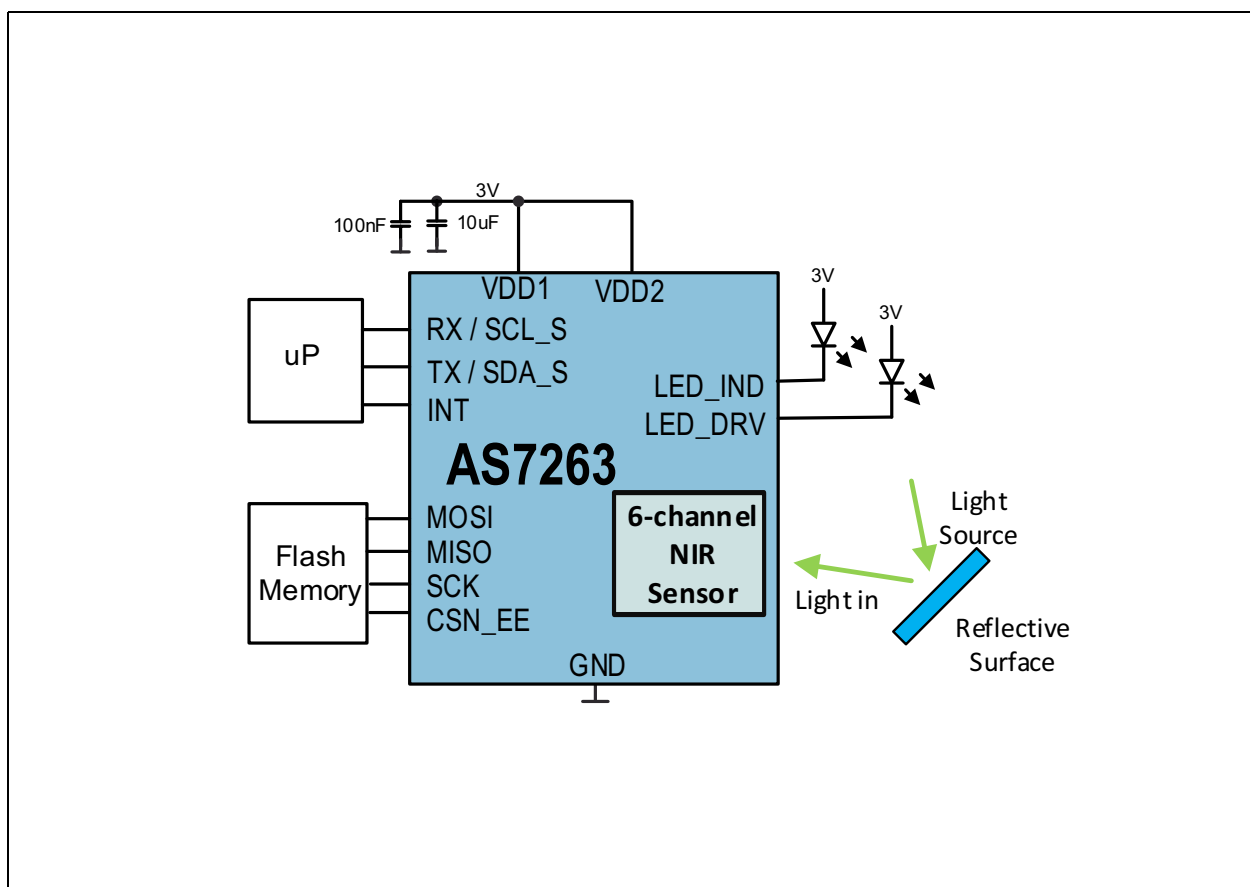 3V
100nF
10uF
VDD1
VDD2
3V
3V
uP
RX / SCL_S
TX / SDA_S
INT
LED_IND
LED_DRV
AS7263
Flash
Memory
MOSI
MISO
SCK
CSN_EE
6-channel
NIR
Sensor
Light
Source
Light in
Reflective
Surface
GND